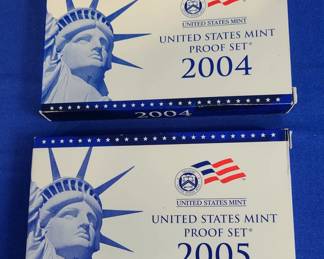 UNITED STATES MINT
UNITED STATES MINT
PROOF SET®
2004
2004
UNITED STATES MINT
UNITED STATES MINT
PROOF SET®
2005